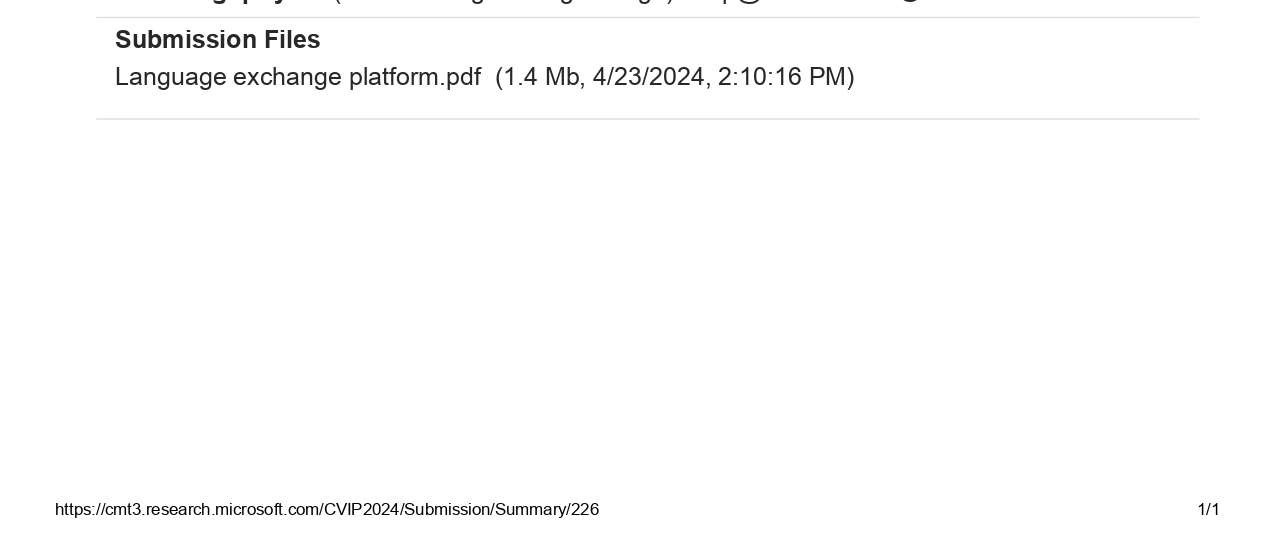 Submission Files
Language exchange platform.pdf (1.4 Mb, 4/23/2024, 2:10:16 PM)
https://cmt3.research.microsoft.com/CVIP2024/Submission/Summary/226
1/1